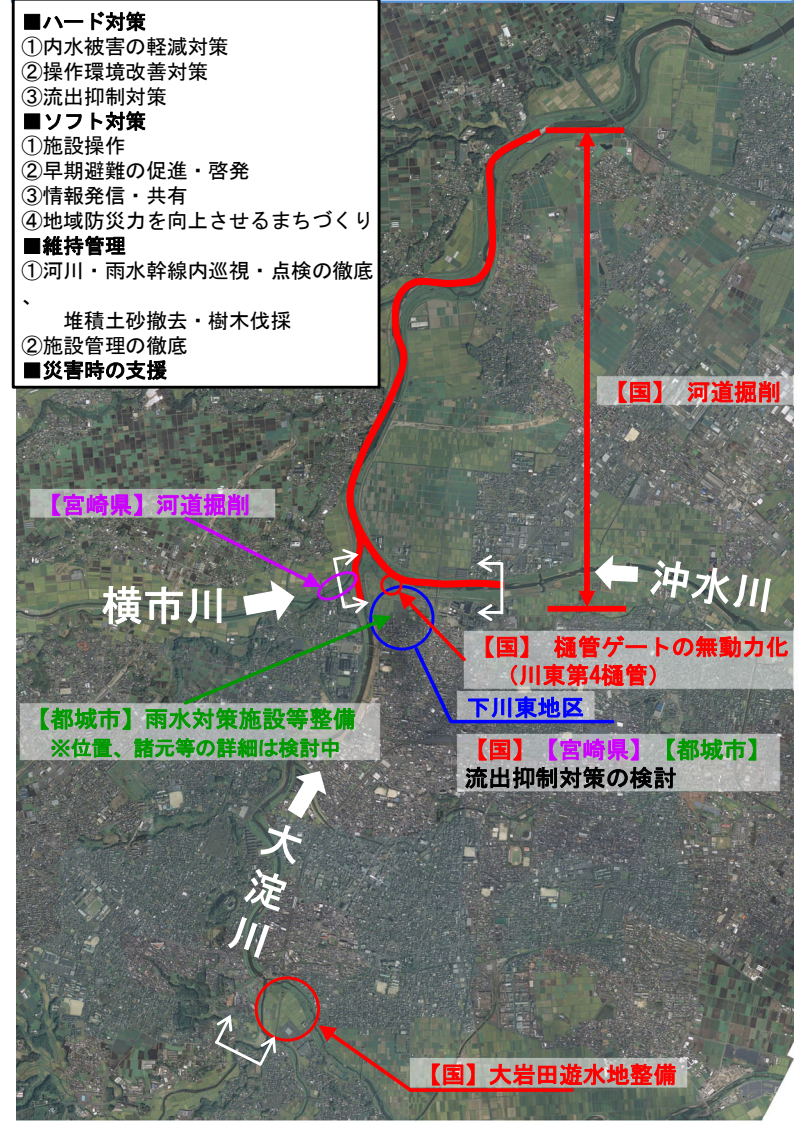 ■ハード対策
①内水被害の軽減対策
②操作環境改善対策
③流出抑制対策
■ソフト対策
①施設操作
②早期避難の促進・啓発
③情報発信・共有
④地域防災力を向上させるまちづくり
■維持管理
①河川・雨水幹線内巡視・点検の徹底
、
堆積土砂撤去・樹木伐採
②施設管理の徹底
■災害時の支援
【国】 河道掘削
【宮崎県】河道掘削
沖水川
横市川
【国】 樋管ゲートの無動力化
（川東第4樋管）
下川東地区
【都城市】雨水対策施設等整備
※位置、諸元等の詳細は検討中
【国】【宮崎県】【都城市】
流出抑制対策の検討
大淀川
【国】大岩田遊水地整備